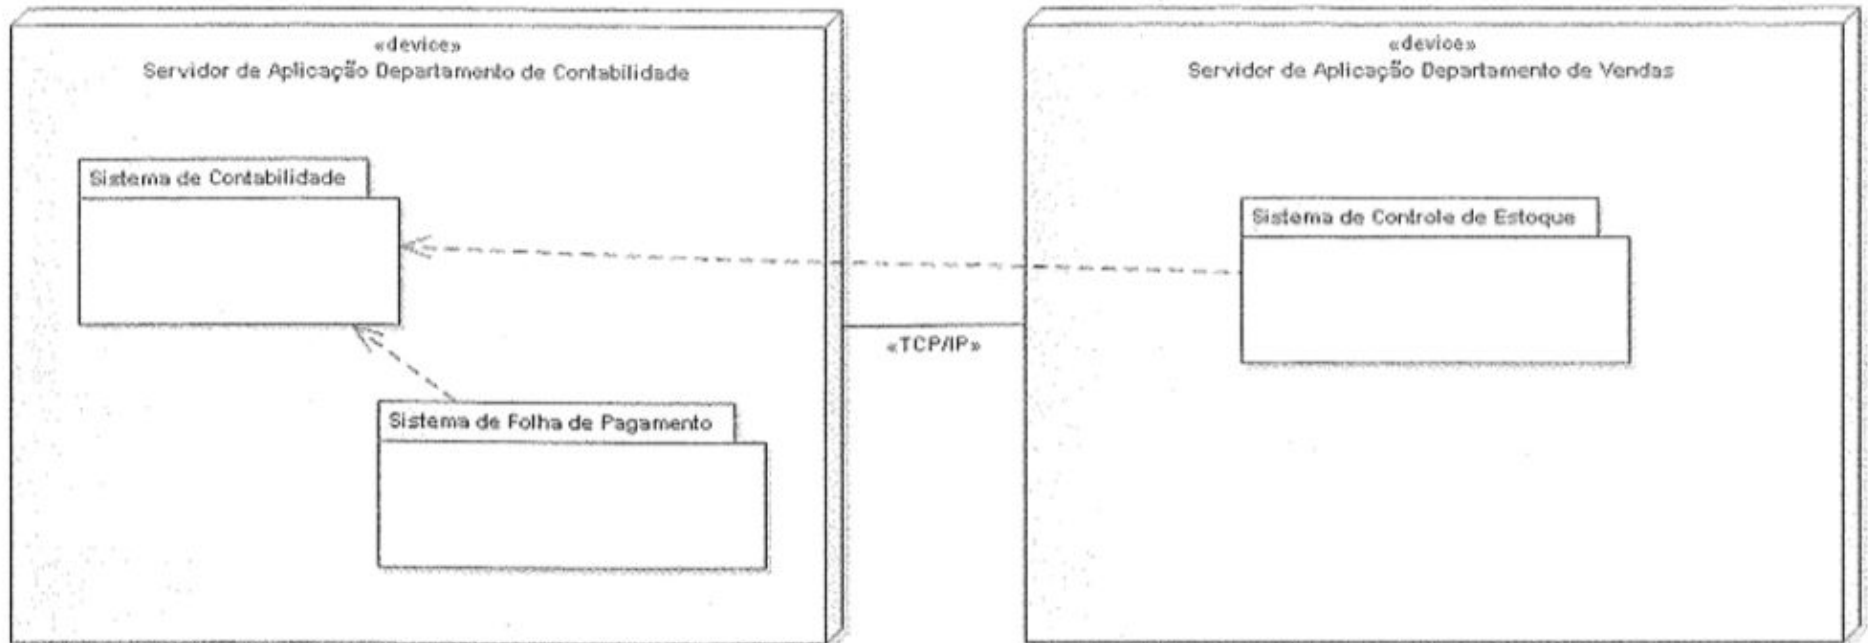 «device»
Servidor de Aplicação Departamento de Contabilidade
Sistema de Contabilidade
Sistema de Folha de Pagamento
«TCP/IP»
«device»
Servidor de Aplicação Departamento de Vendas
Sistema de Controle de Estoque